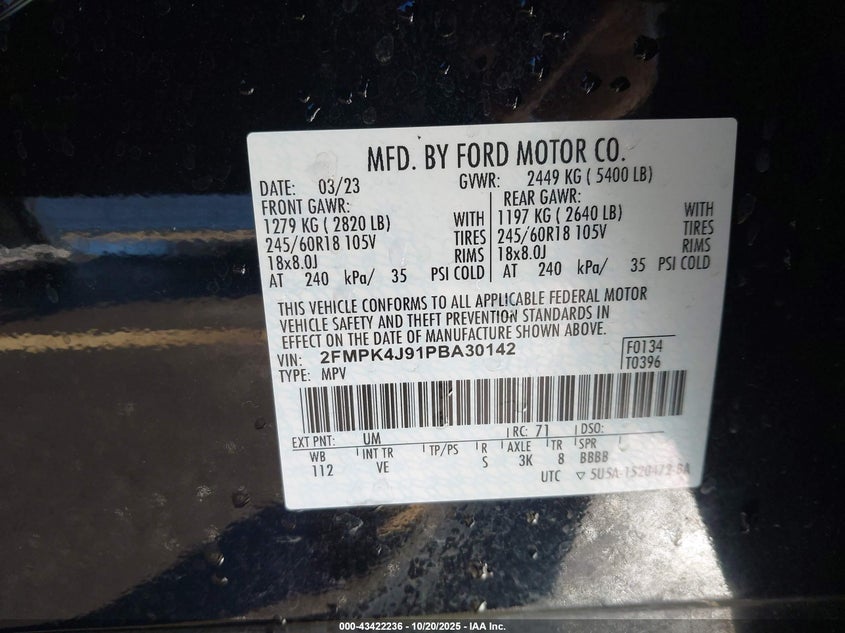 MFD. BY FORD MOTOR CO.
DATE: 03/23 GVWR: 2449 KG ( 5400 LB)
FRONT GAWR: REAR GAWR:
1279 KG ( 2820 LB) WITH 1197 KG ( 2640 LB) WITH
245/60R18 105V TIRES 245/60R18 105V TIRES
18x8.0J RIMS 18x8.0J RIMS
AT 240 kPa/ 35 PSI COLD AT 240 kPa/ 35 PSI COLD
THIS VEHICLE CONFORMS TO ALL APPLICABLE FEDERAL MOTOR
VEHICLE SAFETY AND THEFT PREVENTION STANDARDS IN
EFFECT ON THE DATE OF MANUFACTURE SHOWN ABOVE.
VIN: 2FMPK4J91PBA30142 F0134
TYPE: MPV T0396
EXT PNT: UM RC: 71 DSO:
WB INT TR TP/PS R AXLE TR SPR
112 VE S 3K 8 BBBB
UTC ▽ 5U5A-1520472-BA
000-43422236 - 10/20/2025 - IAA Inc.